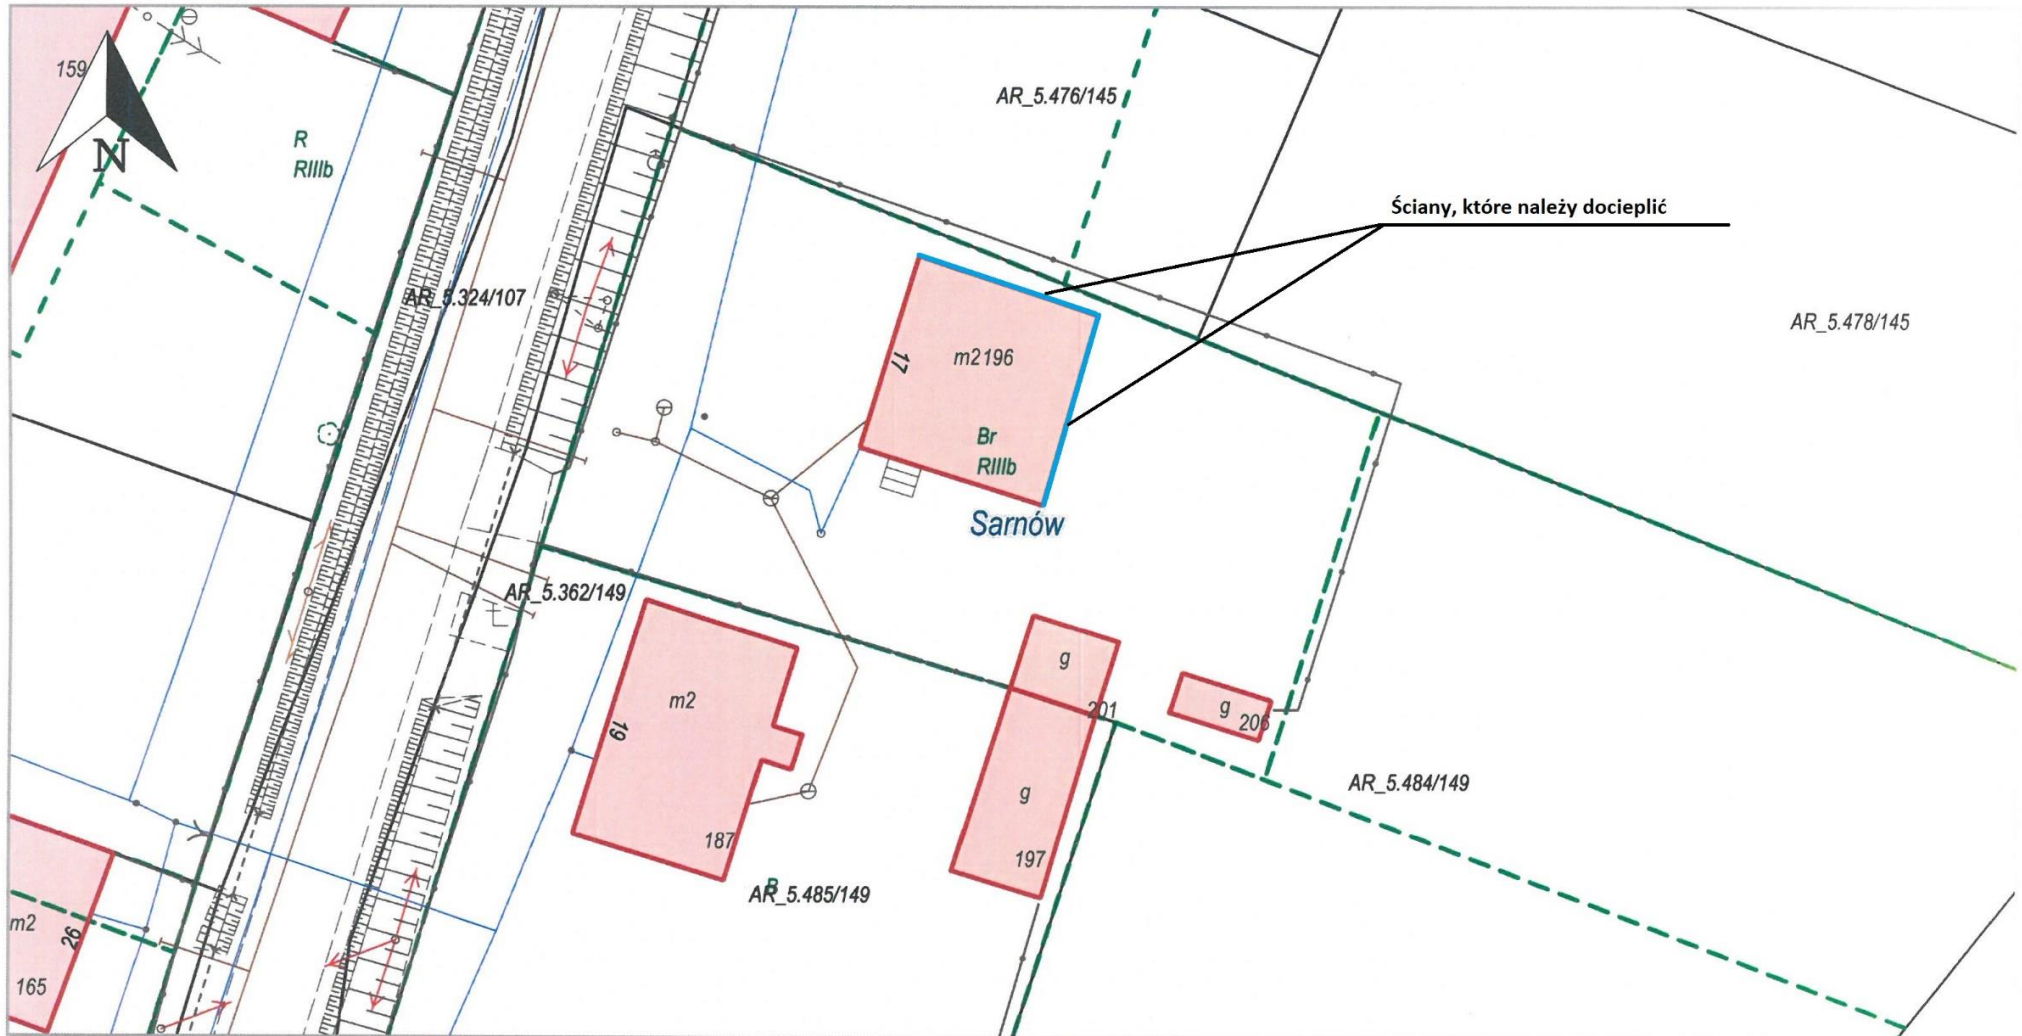 159
N
R
RIIIb
AR_5.476/145
Ściany, które należy docieplić
AR_5.324/107
AR_5.478/145
17
m2196
Br
RIIIb
Sarnów
AR_5.362/149
g
m2
19
201
g
206
AR_5.484/149
g
187
197
B
AR_5.485/149
m2
26
165